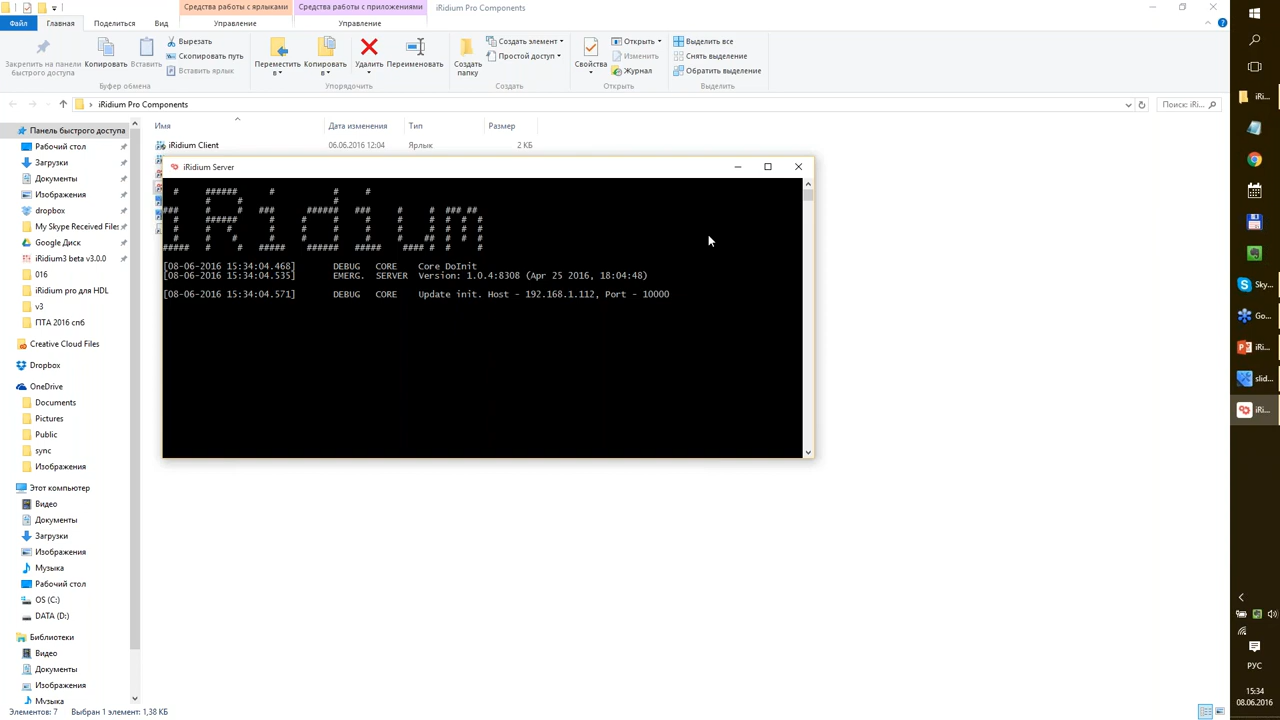 Средства работы с ярлыками
Средства работы с приложениями
iRidium Pro Components
Файл
Главная
Поделиться
Вид
Управление
Управление
Закрепить на панели быстрого доступа
Копировать
Вставить
Вырезать
Скопировать путь
Вставить ярлык
Переместить в
Копировать в
Удалить
Переименовать
Создать папку
Создать элемент
Простой доступ
Свойства
Открыть
Изменить
Журнал
Выделить все
Снять выделение
Обратить выделение
Буфер обмена
Упорядочить
Создать
Открыть
Выделить
iRidium Pro Components
Поиск: iRi...
Имя
Дата изменения
Тип
Размер
iRidium Client
06.06.2016 12:04
Ярлык
2 КБ
Панель быстрого доступа
Рабочий стол
Загрузки
Документы
Изображения
dropbox
My Skype Received Files
Google Диск
iRidium3 beta v3.0.0
016
iRidium pro для HDL
v3
ПТА 2016 спб
Creative Cloud Files
Dropbox
OneDrive
Documents
Pictures
Public
sync
Изображения
Этот компьютер
Видео
Документы
Загрузки
Изображения
Музыка
Рабочий стол
OS (C:)
DATA (D:)
Библиотеки
Видео
Документы
Изображения
Музыка
iRidium Server
iRidium
[08-06-2016 15:34:04.468] DEBUG CORE Core DoInit
[08-06-2016 15:34:04.535] EMERG. SERVER Version: 1.0.4:8308 (Apr 25 2016, 18:04:48)
[08-06-2016 15:34:04.571] DEBUG CORE Update init. Host - 192.168.1.112, Port - 10000
Элементов: 7
Выбран 1 элемент: 1,38 КБ
iRi...
Sky...
Go...
iRi...
slid...
iRi...
РУС
15:34
08.06.2016